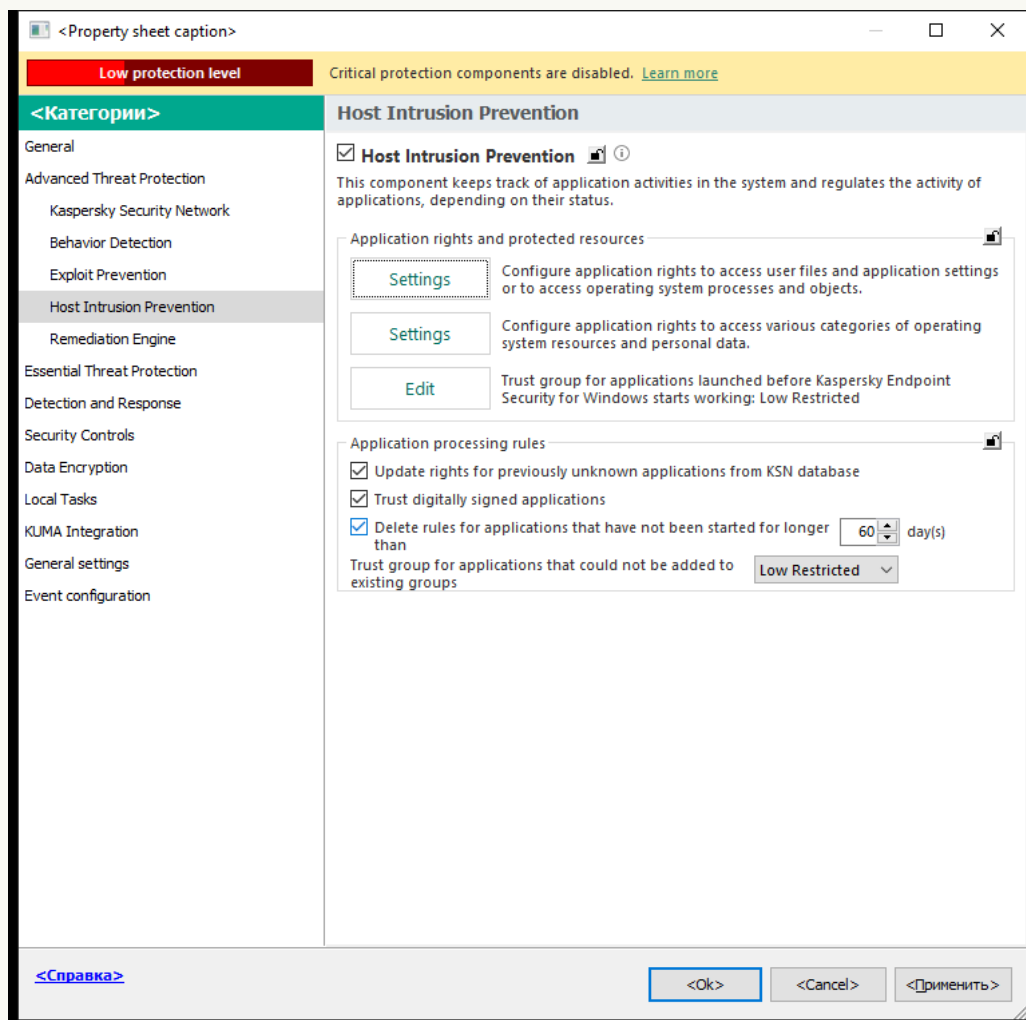 <Property sheet caption>
Low protection level
Critical protection components are disabled. Learn more
<Категории>
General
Advanced Threat Protection
Kaspersky Security Network
Behavior Detection
Exploit Prevention
Host Intrusion Prevention
Remediation Engine
Essential Threat Protection
Detection and Response
Security Controls
Data Encryption
Local Tasks
KUMA Integration
General settings
Event configuration
Host Intrusion Prevention
Host Intrusion Prevention
This component keeps track of application activities in the system and regulates the activity of
applications, depending on their status.
Application rights and protected resources
Settings
Configure application rights to access user files and application settings
or to access operating system processes and objects.
Settings
Configure application rights to access various categories of operating
system resources and personal data.
Edit
Trust group for applications launched before Kaspersky Endpoint
Security for Windows starts working: Low Restricted
Application processing rules
Update rights for previously unknown applications from KSN database
Trust digitally signed applications
Delete rules for applications that have not been started for longer
than
60
day(s)
Trust group for applications that could not be added to
existing groups
Low Restricted
<Справка>
<Ok>
<Cancel>
<Применить>